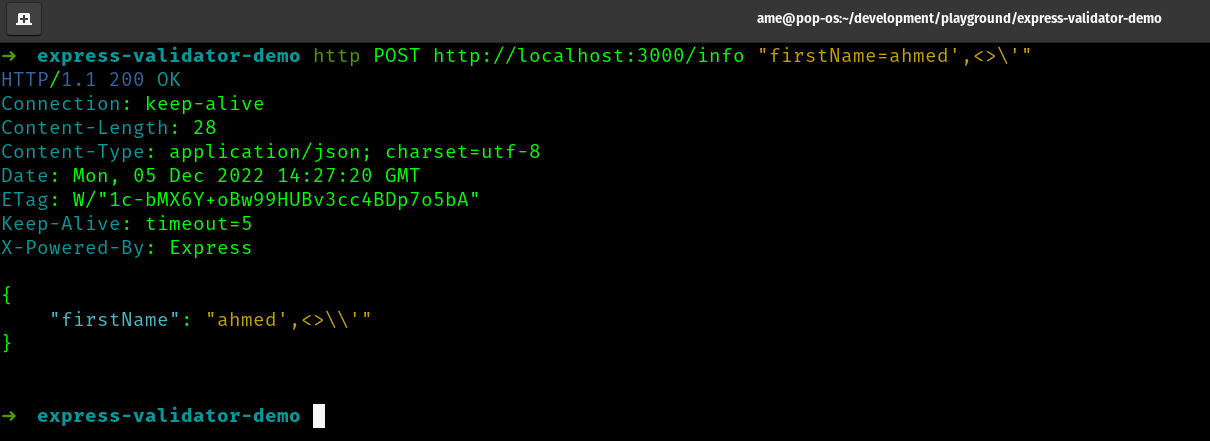 ame@pop-os:~/development/playground/express-validator-demo
→ express-validator-demo http POST http://localhost:3000/info "firstName=ahmed',<>\'"
HTTP/1.1 200 OK
Connection: keep-alive
Content-Length: 28
Content-Type: application/json; charset=utf-8
Date: Mon, 05 Dec 2022 14:27:20 GMT
ETag: W/"1c-bMX6Y+oBw99HUBv3cc4BDp7o5bA"
Keep-Alive: timeout=5
X-Powered-By: Express
{
    "firstName": "ahmed',<>\\'"
}
→ express-validator-demo